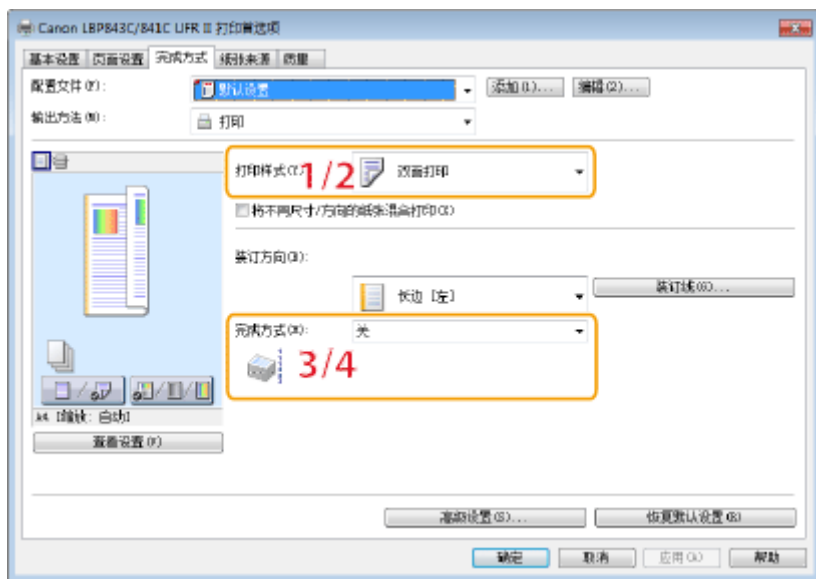 Canon LBP843C/841C UFR II 打印首选项
基本设置 页面设置 完成方式 纸张来源 质量
配置文件(F): 默认设置 添加(1)... 编辑(2)...
输出方法(M): 打印
打印样式(Y) 1/2 双面打印
将不同尺寸/方向的纸张混合打印(X)
装订方向(B):
长边 [左] 装订线(G)...
完成方式(H): 关
3/4
A4 [缩放: 自动]
查看设置(V)
高级设置(S)... 恢复默认设置(R)
确定 取消 应用(A) 帮助